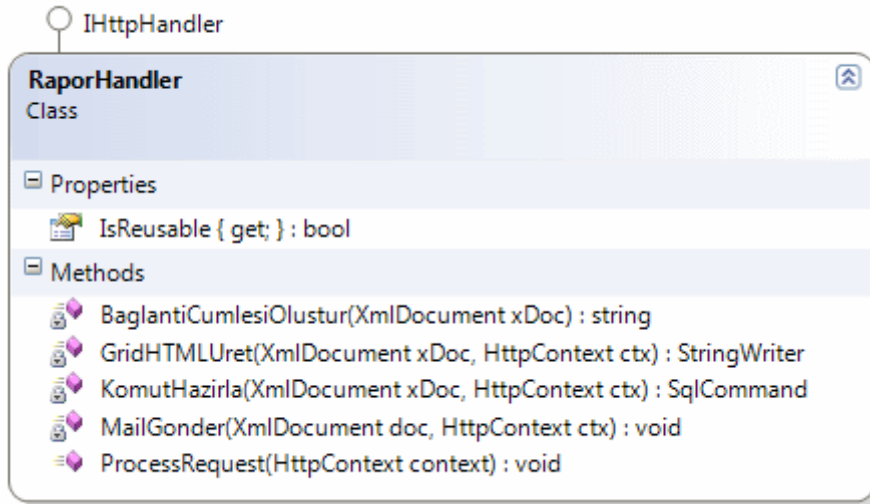 IHttpHandler
RaporHandler
Class
Properties
IsReusable { get; } : bool
Methods
BaglantiCumlesiOlustur(XmlDocument xDoc) : string
GridHTMLUret(XmlDocument xDoc, HttpContext ctx) : StringWriter
KomutHazirla(XmlDocument xDoc, HttpContext ctx) : SqlCommand
MailGonder(XmlDocument doc, HttpContext ctx) : void
ProcessRequest(HttpContext context) : void